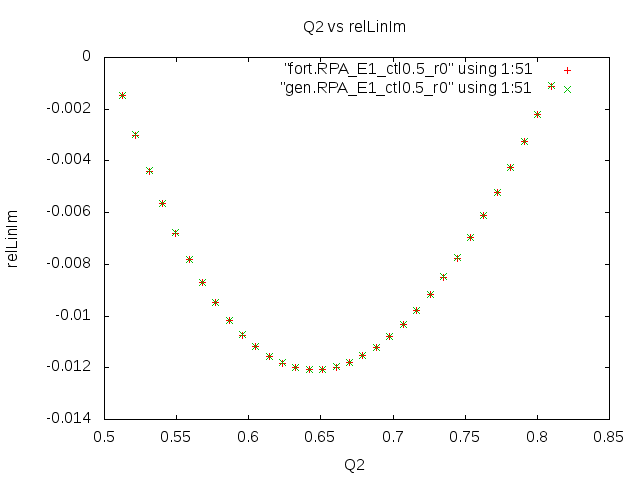 Q2 vs relLinIm
0
-0.002
-0.004
-0.006
-0.008
-0.01
-0.012
-0.014
relLinIm
"fort.RPA_E1_ctl0.5_r0" using 1:51
"gen.RPA_E1_ctl0.5_r0" using 1:51
0.5 0.55 0.6 0.65 0.7 0.75 0.8 0.85
Q2